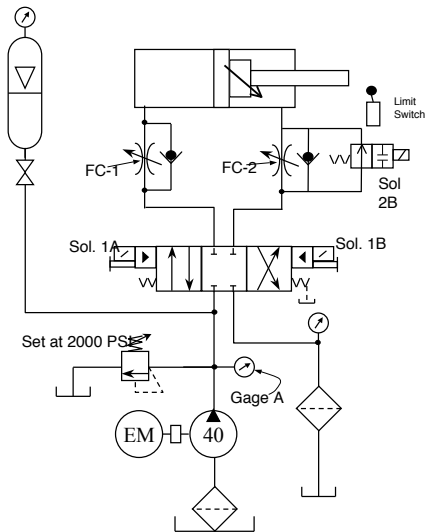 Limit
Switch
FC-1
FC-2
Sol
2B
Sol. 1A
Sol. 1B
Set at 2000 PSI
Gage A
EM
40